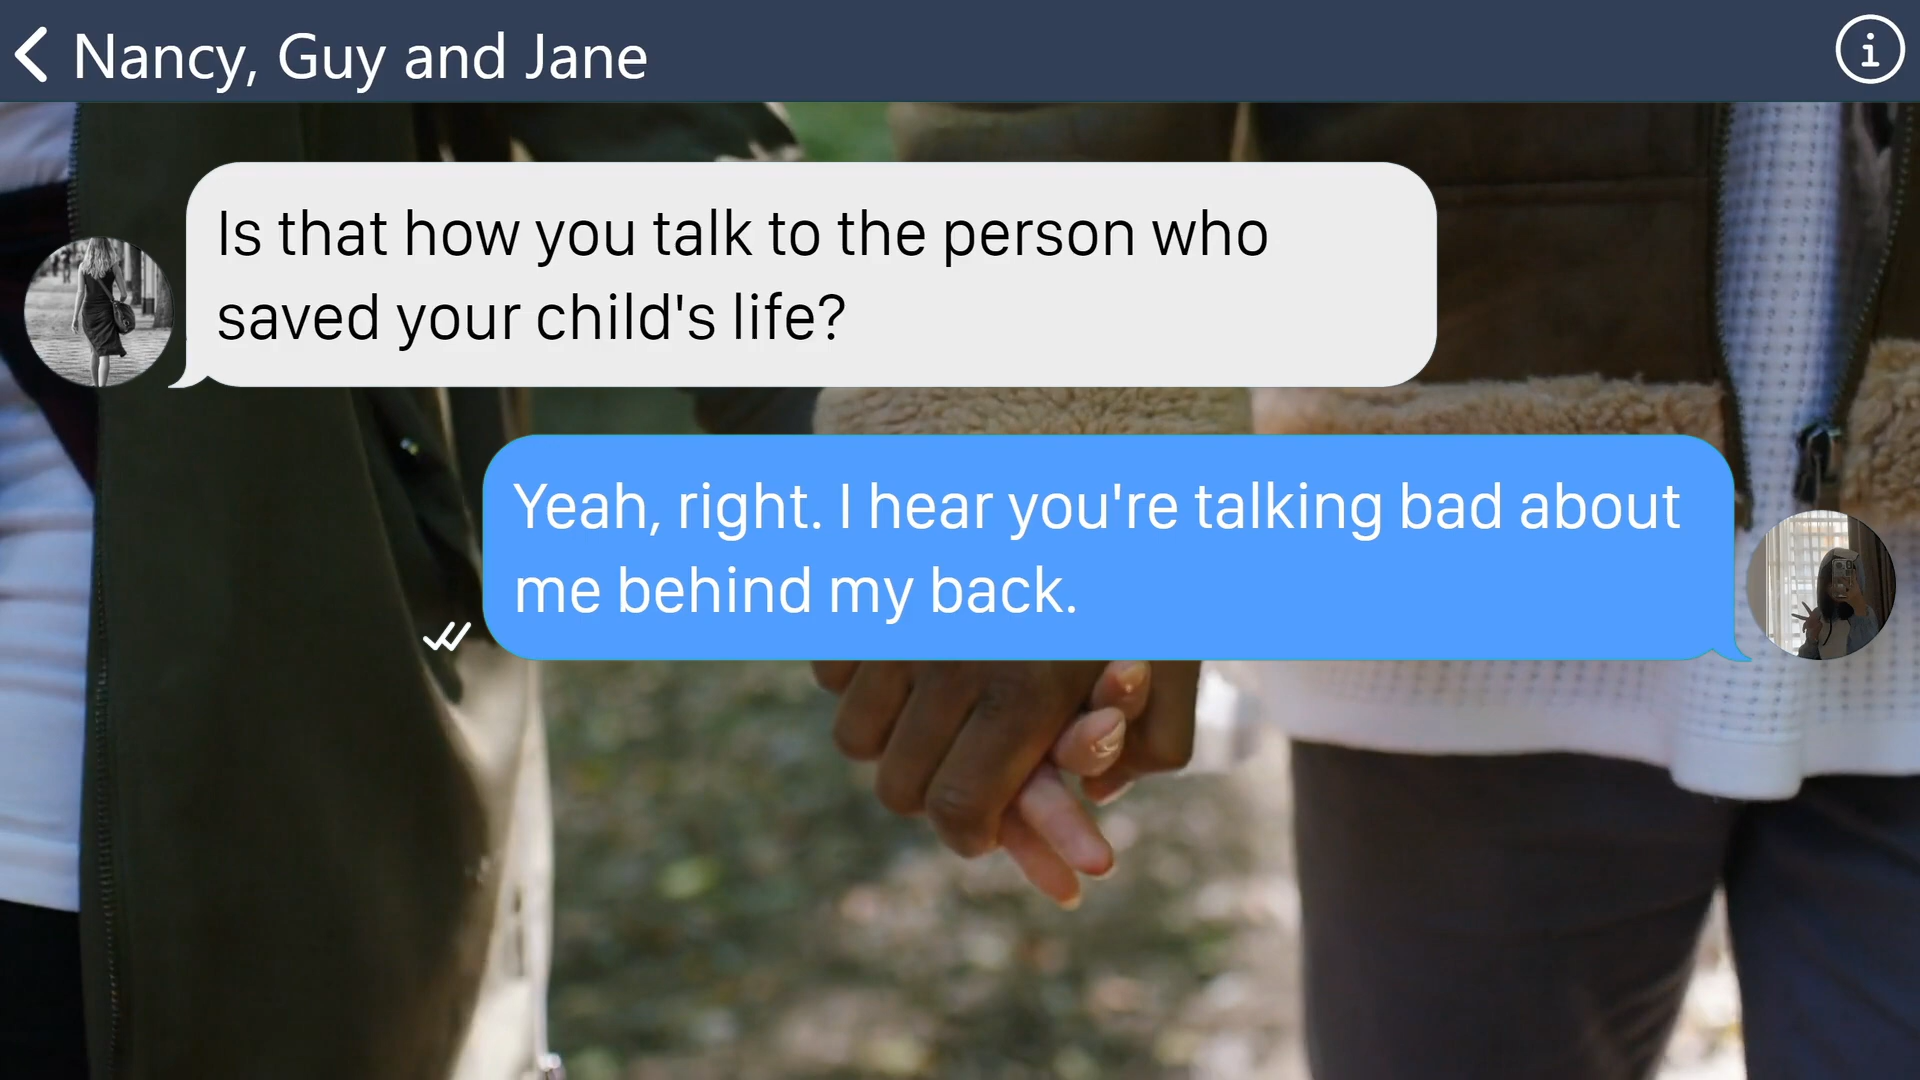 Nancy, Guy and Jane
Is that how you talk to the person who
saved your child's life?
Yeah, right. I hear you're talking bad about
me behind my back.